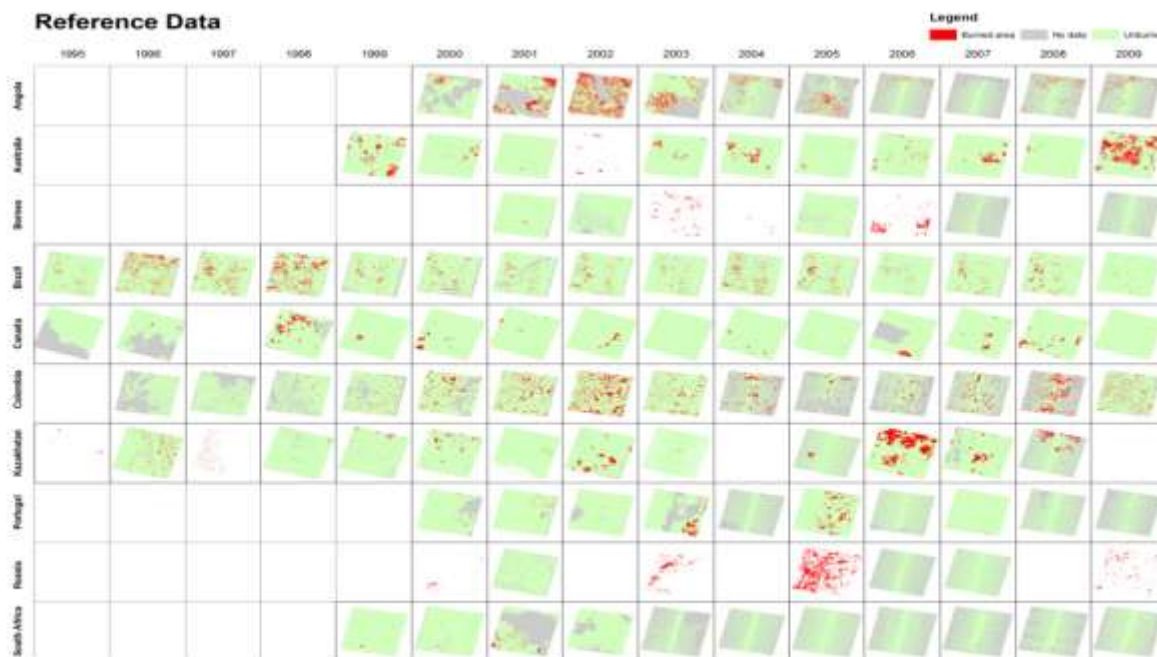 Reference Data
Legend
Burned area No data Unburn
1995 1996 1997 1998 1999 2000 2001 2002 2003 2004 2005 2006 2007 2008 2009
Angola
Australia
Borneo
Brazil
Canada
Colombia
Kazakhstan
Portugal
Russia
South Africa